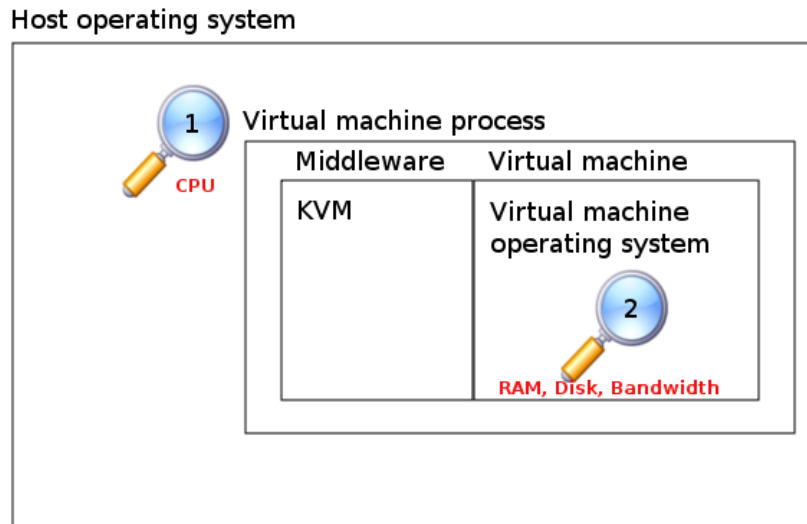 Host operating system
1
CPU
Virtual machine process
Middleware
Virtual machine
KVM
Virtual machine
operating system
2
RAM, Disk, Bandwidth